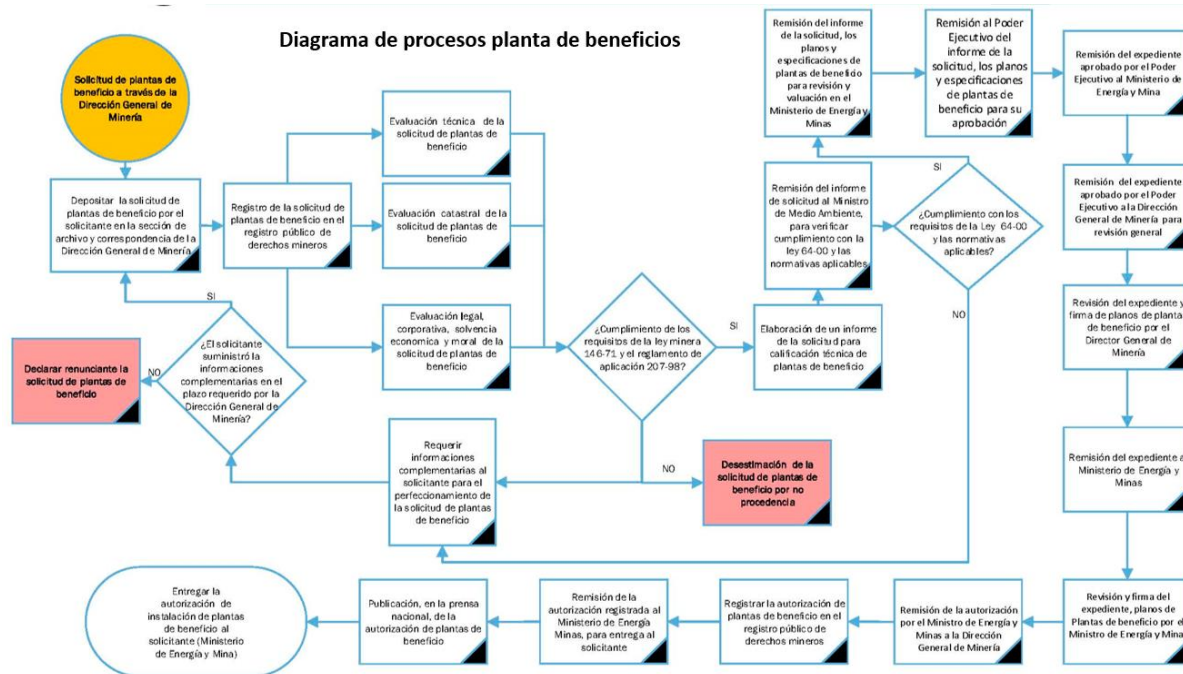 Diagrama de procesos planta de beneficios
Solicitud de plantas de
beneficio a través de la
Dirección General de
Minería
Depositar la solicitud de
plantas de beneficio por el
solicitante en la sección de
archivo y correspondencia de la
Dirección General de Minería
Registro de la solicitud de
plantas de beneficio en el
registro público de
derechos mineros
Evaluación técnica de la
solicitud de plantas de
beneficio
Evaluación catastral de la
solicitud de plantas de
beneficio
Evaluación legal,
corporativa, solvencia
economica y moral de la
solicitud de plantas de
beneficio
¿Cumplimiento de los
requisitos de la ley minera
146-71 y el reglamento de
aplicación 207-98?
SI
NO
Desestimación de la
solicitud de plantas de
beneficio por no
procedencia
Requerir
informaciones
complementarias al
solicitante para el
perfeccionamiento de
la solicitud de plantas
de beneficio
¿El solicitante
suministró la
informaciones
complementarias en el
plazo requerido por la
Dirección General de
Minería?
SI
NO
Declarar renunciante la
solicitud de plantas de
beneficio
Elaboración de un informe
de la solicitud para
calificación técnica de
plantas de beneficio
Remisión del informe
de solicitud al Ministro
de Medio Ambiente,
para verificar
cumplimiento con la
ley 64-00 y las
normativas aplicables
¿Cumplimiento con los
requisitos de la Ley 64-00
y las normativas
aplicables?
SI
NO
Remisión del informe
de la solicitud, los
planos y
especificaciones de
plantas de beneficio
para revisión y
valuación en el
Ministerio de Energía y
Minas
Remisión al Poder
Ejecutivo del
informe de la
solicitud, los planos
y especificaciones
de plantas de
beneficio para su
aprobación
Remisión del expediente
aprobado por el Poder
Ejecutivo al Ministerio de
Energía y Mina
Remisión del expediente
aprobado por el Poder
Ejecutivo a la Dirección
General de Minería para
revisión general
Revisión del expediente y
firma de planos de planta
de beneficio por el
Director General de
Minería
Remisión del expediente a
Ministerio de Energía y
Minas
Revisión y firma del
expediente, planos de
Plantas de beneficio por el
Ministro de Energía y Mina
Remisión de la autorización
por el Ministro de Energía y
Minas a la Dirección
General de Minería
Registrar la autorización de
plantas de beneficio en el
registro público de
derechos mineros
Remisión de la
autorización registrada al
Ministerio de Energía
Minas, para entrega al
solicitante
Publicación, en la prensa
nacional, de la
autorización de plantas de
beneficio
Entregar la
autorización de
instalación de plantas
de beneficio al
solicitante (Ministerio
de Energía y Mina)